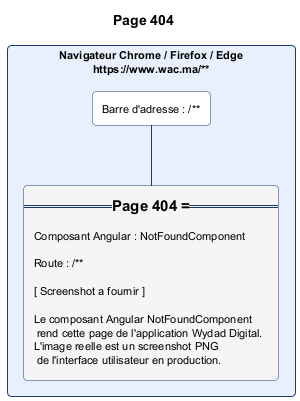 Page 404
Navigateur Chrome / Firefox / Edge
https://www.wac.ma/**
Barre d'adresse : /**
Page 404 =
Composant Angular : NotFoundComponent
Route : /**
[ Screenshot a fournir ]
Le composant Angular NotFoundComponent
rend cette page de l'application Wydad Digital.
L'image reelle est un screenshot PNG
de l'interface utilisateur en production.